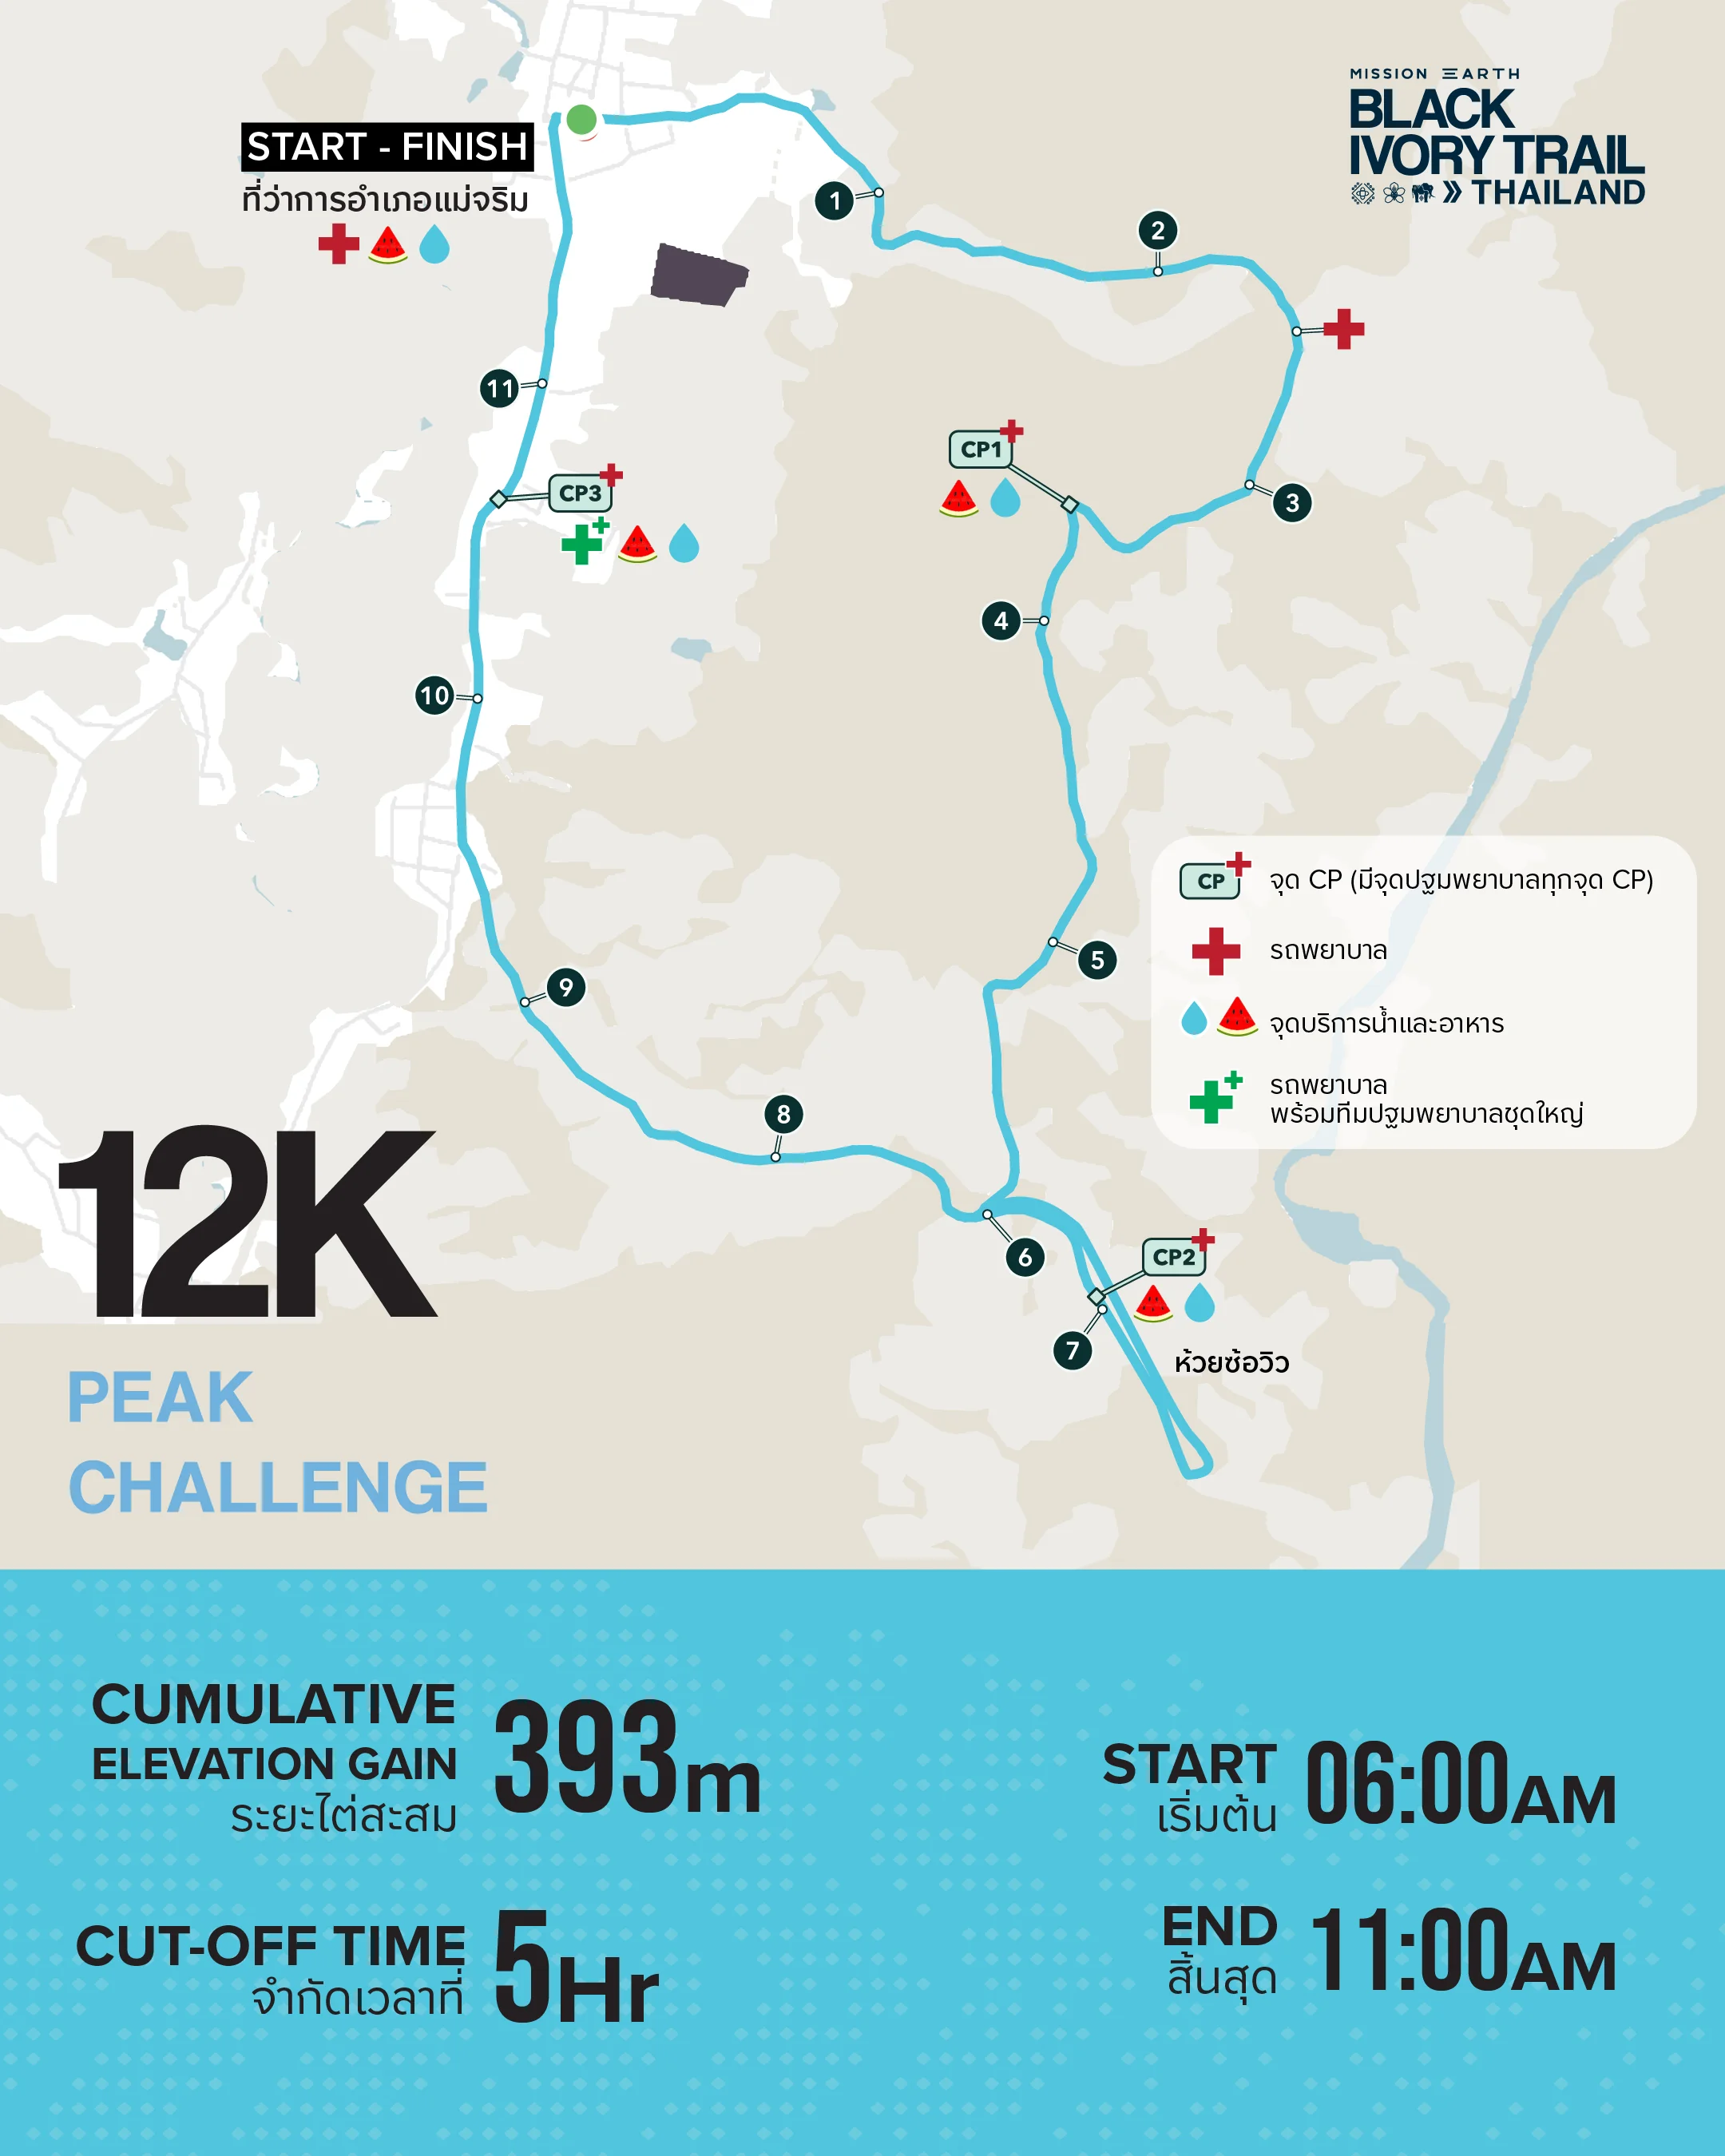 MISSION EARTH
BLACK
IVORY TRAIL
THAILAND
START - FINISH
ที่ว่าการอำเภอแม่จริม
1
2
3
CP1
4
5
6
CP2
7
ห้วยซ้อวิว
8
9
10
CP3
11
CP
จุด CP (มีจุดปฐมพยาบาลทุกจุด CP)
รถพยาบาล
จุดบริการน้ำและอาหาร
รถพยาบาล
พร้อมทีมปฐมพยาบาลชุดใหญ่
12K
PEAK
CHALLENGE
CUMULATIVE
ELEVATION GAIN
ระยะไต่สะสม
393m
CUT-OFF TIME
จำกัดเวลาที่
5Hr
START
เริ่มต้น
06:00AM
END
สิ้นสุด
11:00AM